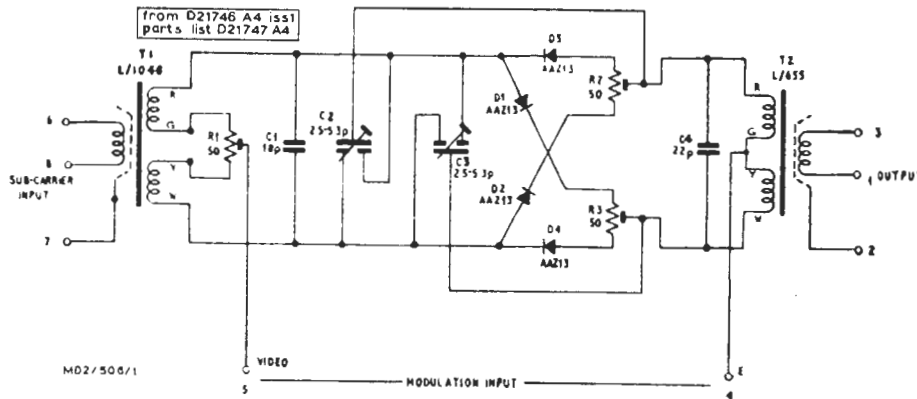 from D21746 A4 iss1
parts list D21747 A4
T1
L/1046
R
G
Y
W
6
8
SUB-CARRIER
INPUT
7
R1
50
C1
18p
C2
2·5-5·3p
C3
2·5-5·3p
D3
AAZ13
D1
AAZ13
D2
AAZ13
D4
AAZ13
R2
50
R3
50
C4
22p
T2
L/655
R
G
Y
W
3
1 OUTPUT
2
MD2/506/1
VIDEO
5
MODULATION INPUT
E
4